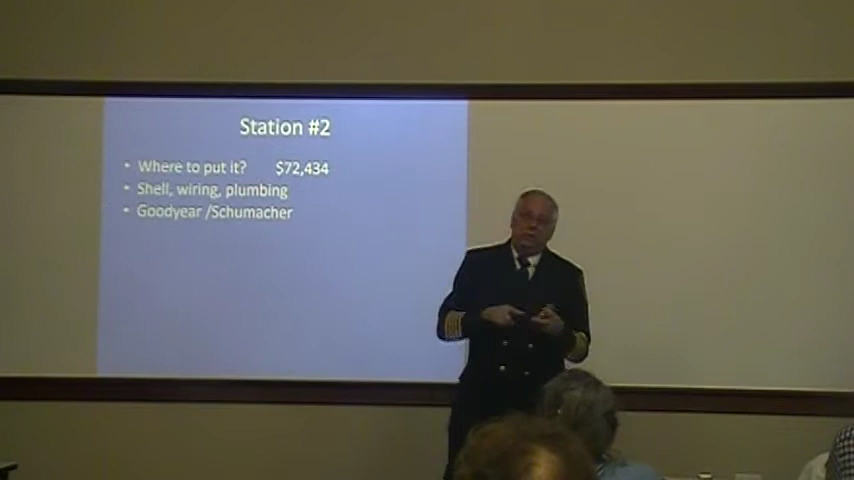 Station #2
• Where to put it? $72,434
• Shell, wiring, plumbing
• Goodyear /Schumacher